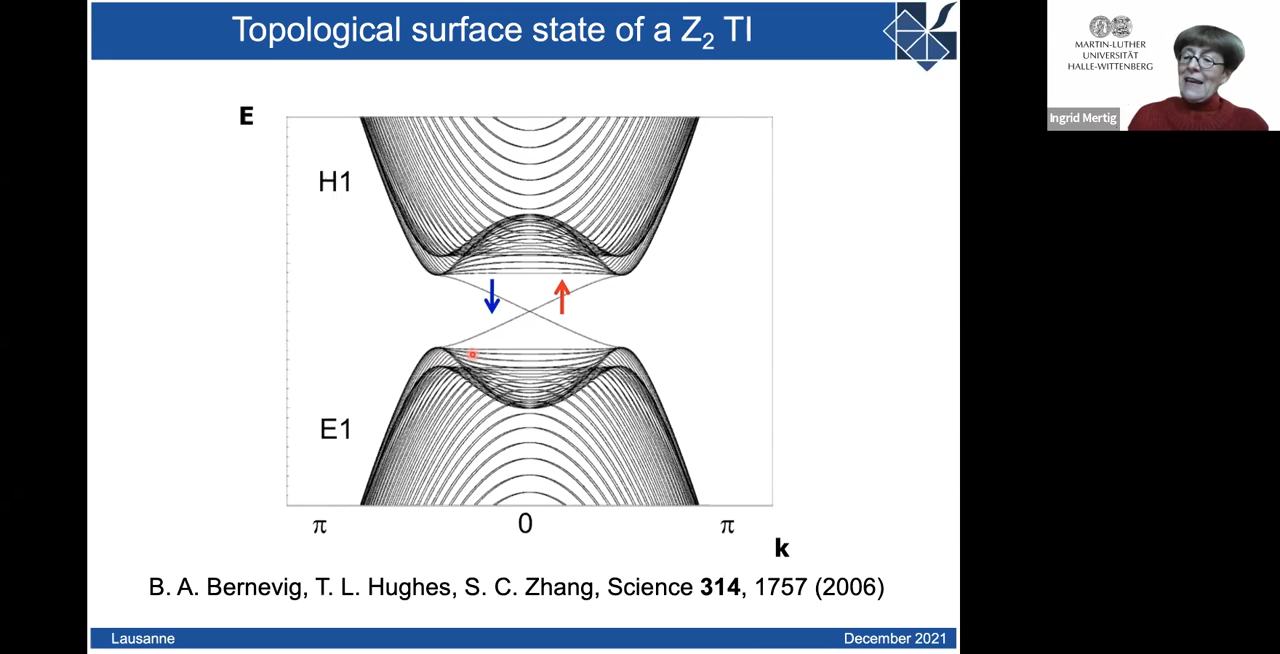 Topological surface state of a Z₂ TI
E
H1
E1
π 0 π
k
B. A. Bernevig, T. L. Hughes, S. C. Zhang, Science 314, 1757 (2006)
Lausanne
December 2021
MARTIN-LUTHER
UNIVERSITÄT
HALLE-WITTENBERG
Ingrid Mertig